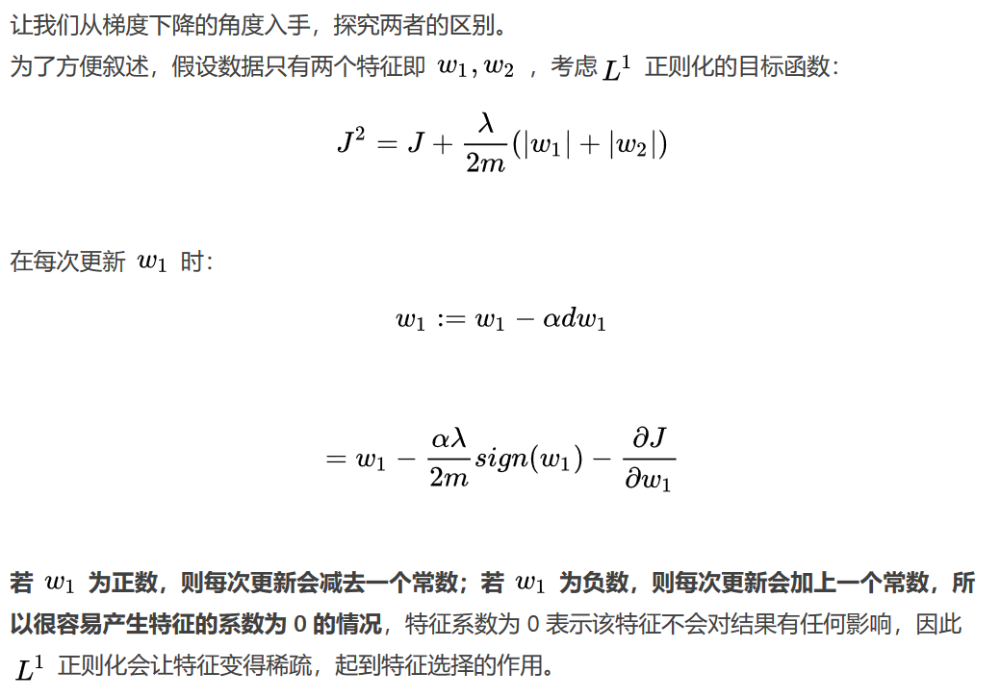 让我们从梯度下降的角度入手，探究两者的区别。
为了方便叙述，假设数据只有两个特征即 $w_1, w_2$ ，考虑 $L^1$ 正则化的目标函数：
$J^2 = J + \frac{\lambda}{2m}(|w_1| + |w_2|)$
在每次更新 $w_1$ 时：
$w_1 := w_1 - \alpha dw_1$
$= w_1 - \frac{\alpha\lambda}{2m}sign(w_1) - \frac{\partial J}{\partial w_1}$
若 $w_1$ 为正数，则每次更新会减去一个常数；若 $w_1$ 为负数，则每次更新会加上一个常数，所
以很容易产生特征的系数为 0 的情况，特征系数为 0 表示该特征不会对结果有任何影响，因此
$L^1$ 正则化会让特征变得稀疏，起到特征选择的作用。